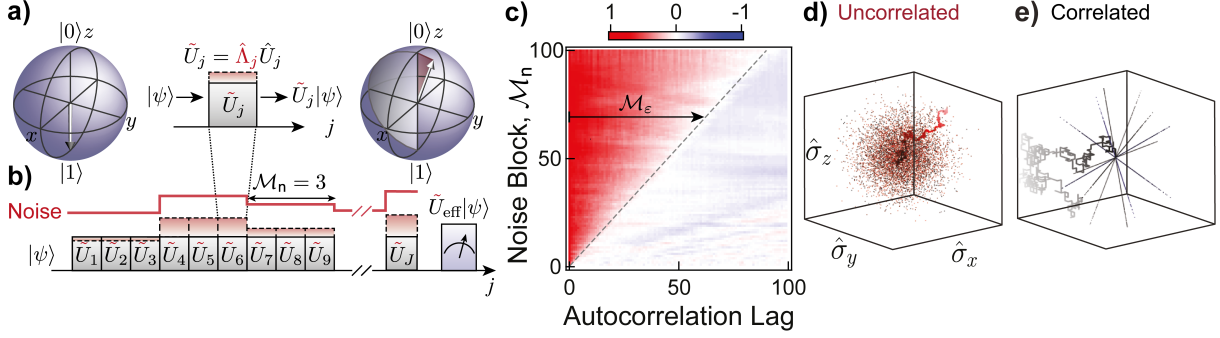 a)
|0⟩ z
x
y
|1⟩
Ũ_j = Λ̂_j Û_j
|ψ⟩
Ũ_j
Ũ_j|ψ⟩
j
|0⟩ z
x
y
|1⟩
b)
Noise
ℳ_n = 3
Ũ_eff|ψ⟩
|ψ⟩
Ũ_1 Ũ_2 Ũ_3 Ũ_4 Ũ_5 Ũ_6 Ũ_7 Ũ_8 Ũ_9
Ũ_J
j
c)
1 0 -1
Noise Block, ℳ_n
100
50
0
ℳ_ε
0 50 100
Autocorrelation Lag
d) Uncorrelated
σ̂_z
σ̂_y
σ̂_x
e) Correlated